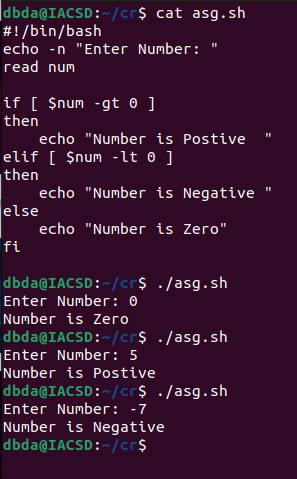 dbda@IACSD:~/cr$ cat asg.sh
#!/bin/bash
echo -n "Enter Number: "
read num
if [ $num -gt 0 ]
then
    echo "Number is Postive  "
elif [ $num -lt 0 ]
then
    echo "Number is Negative "
else
    echo "Number is Zero"
fi
dbda@IACSD:~/cr$ ./asg.sh
Enter Number: 0
Number is Zero
dbda@IACSD:~/cr$ ./asg.sh
Enter Number: 5
Number is Postive
dbda@IACSD:~/cr$ ./asg.sh
Enter Number: -7
Number is Negative
dbda@IACSD:~/cr$